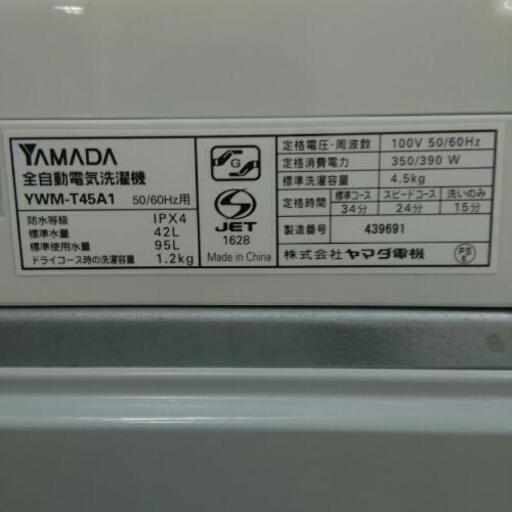 YAMADA
全自動電気洗濯機
YWM-T45A1 50/60Hz用
防水等級 IPX4
標準水量 42L
標準使用水量 95L
ドライコース時の洗濯容量 1.2kg
G
S
JET
1628
Made in China
定格電圧・周波数 100V 50/60Hz
定格消費電力 350/390 W
標準洗濯容量 4.5kg
定格時間 標準コース スピードコース 洗いのみ
34分 24分 15分
製造番号 439691
株式会社 ヤマダ電機
PS
E